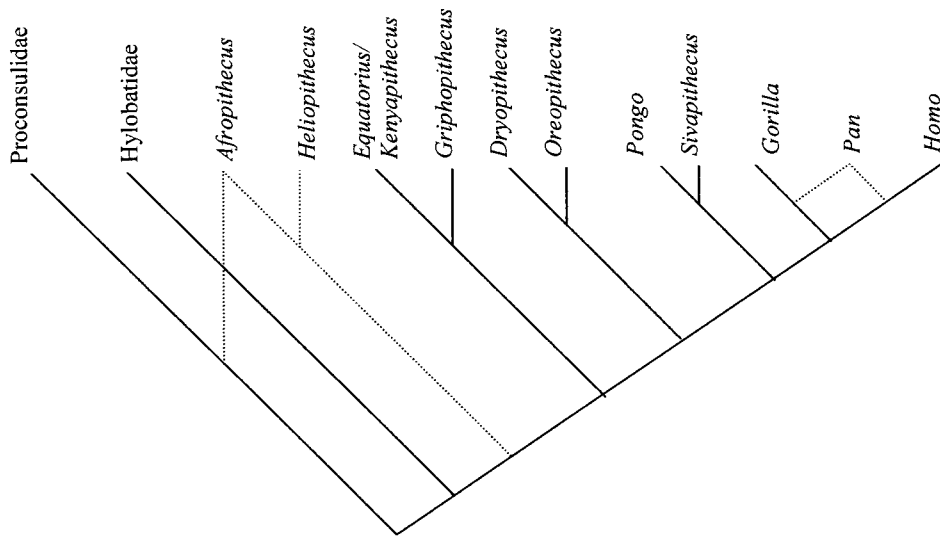 Proconsulidae
Hylobatidae
Afropithecus
Heliopithecus
Equatorius/
Kenyapithecus
Griphopithecus
Dryopithecus
Oreopithecus
Pongo
Sivapithecus
Gorilla
Pan
Homo